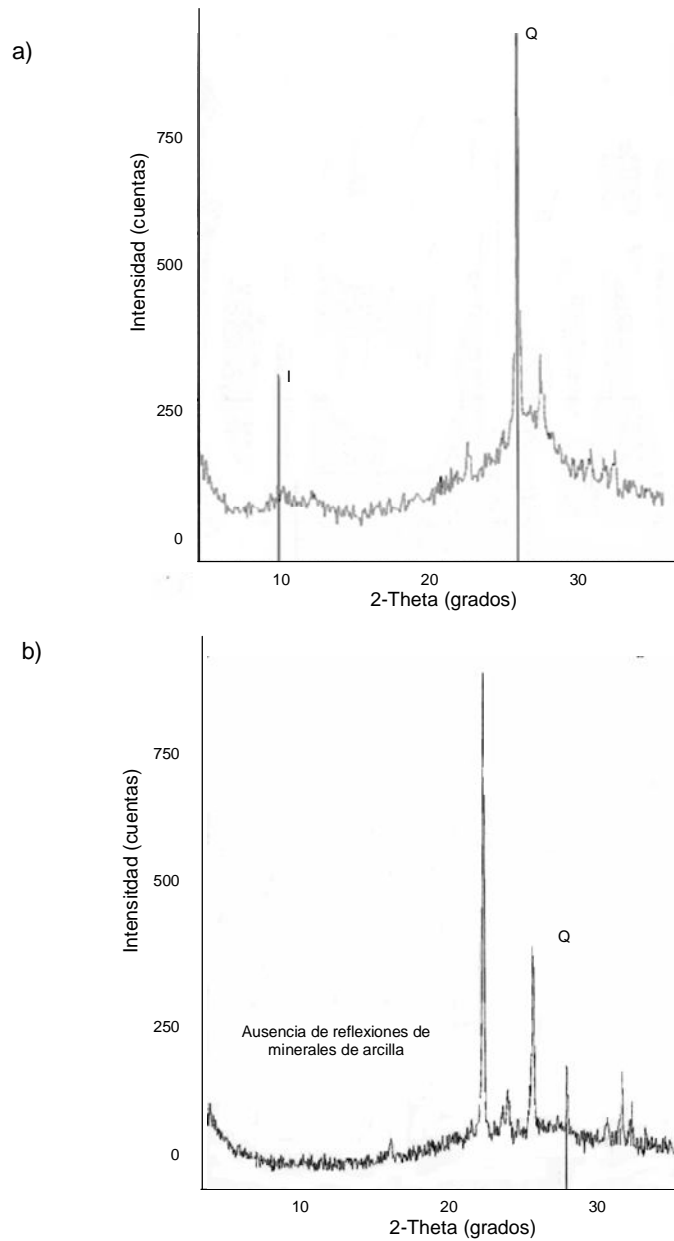 a)
Q
750
Intensidad (cuentas)
500
I
250
0
10
20
30
2-Theta (grados)
b)
750
Intensitdad (cuentas)
500
Q
250
Ausencia de reflexiones de
minerales de arcilla
0
10
20
30
2-Theta (grados)